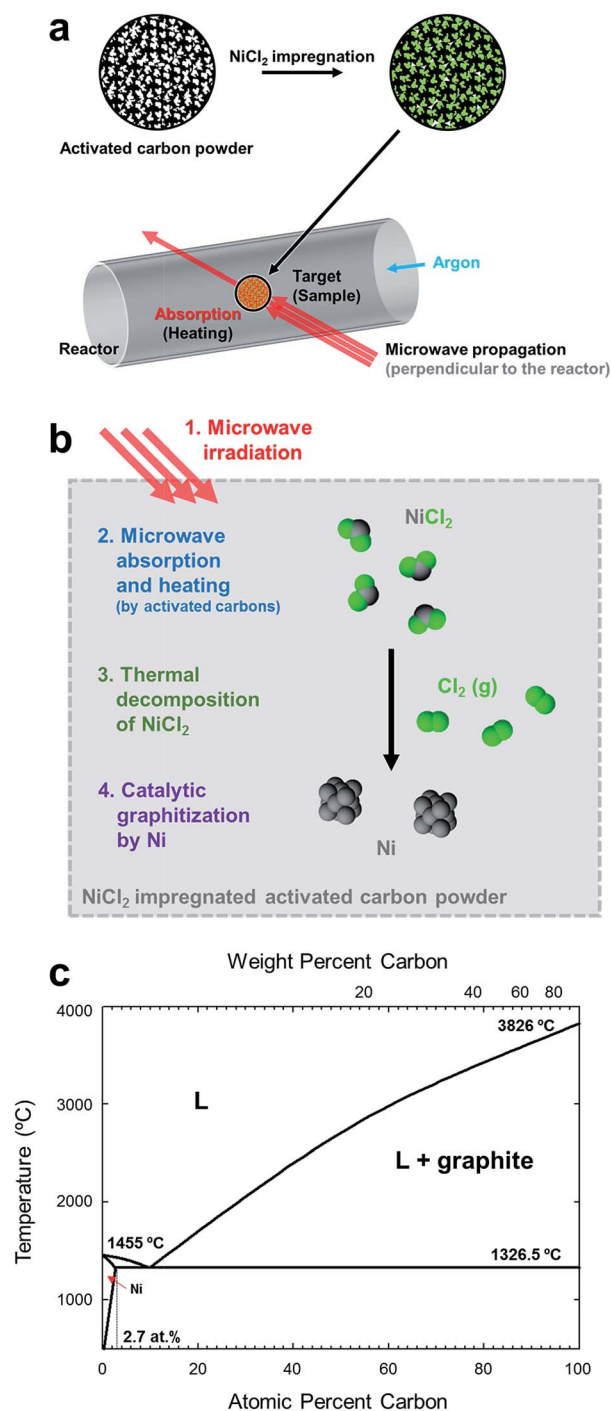 a
NiCl₂ impregnation
Activated carbon powder
Argon
Target
(Sample)
Absorption
(Heating)
Reactor
Microwave propagation
(perpendicular to the reactor)
b
1. Microwave
irradiation
2. Microwave
absorption
and heating
(by activated carbons)
NiCl₂
3. Thermal
decomposition
of NiCl₂
Cl₂ (g)
4. Catalytic
graphitization
by Ni
Ni
NiCl₂ impregnated activated carbon powder
c
Weight Percent Carbon
20 40 60 80
4000
3826 ºC
L
3000
L + graphite
Temperature (ºC)
2000
1455 ºC
1326.5 ºC
Ni
1000
2.7 at.%
0 20 40 60 80 100
Atomic Percent Carbon